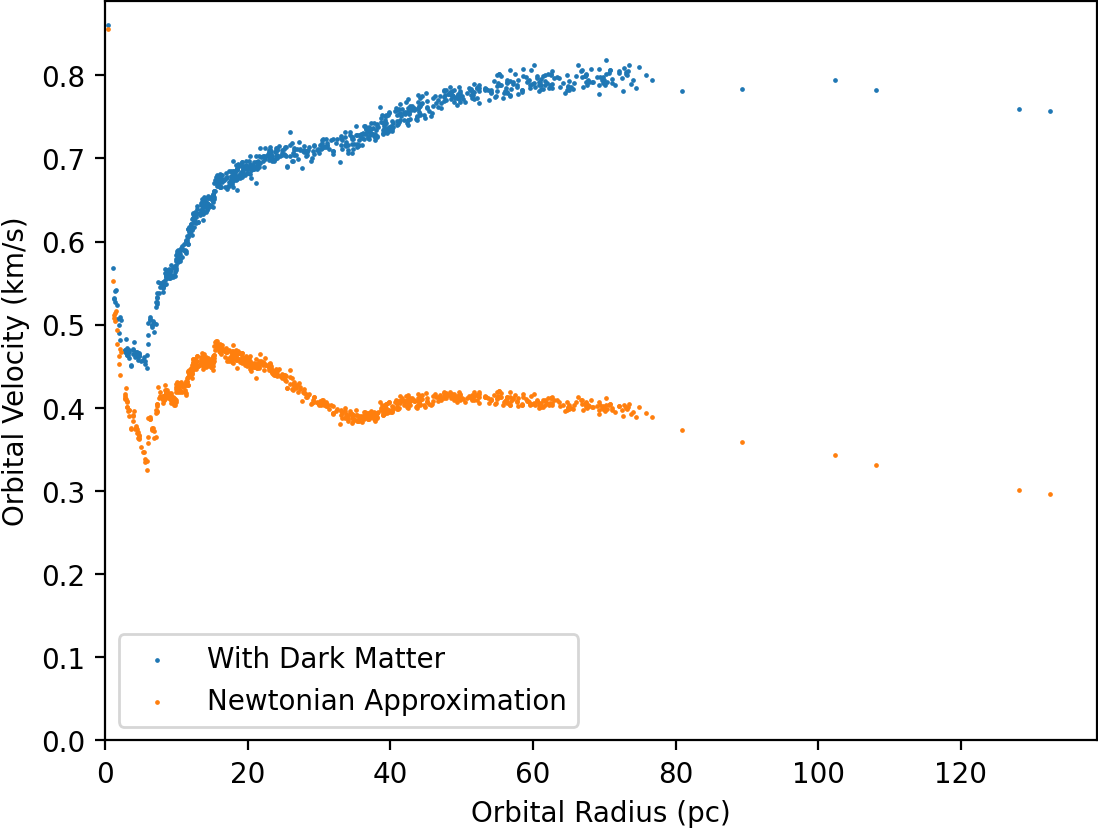 0.8
0.7
0.6
0.5
0.4
0.3
0.2
0.1
0.0
Orbital Velocity (km/s)
With Dark Matter
Newtonian Approximation
0 20 40 60 80 100 120
Orbital Radius (pc)